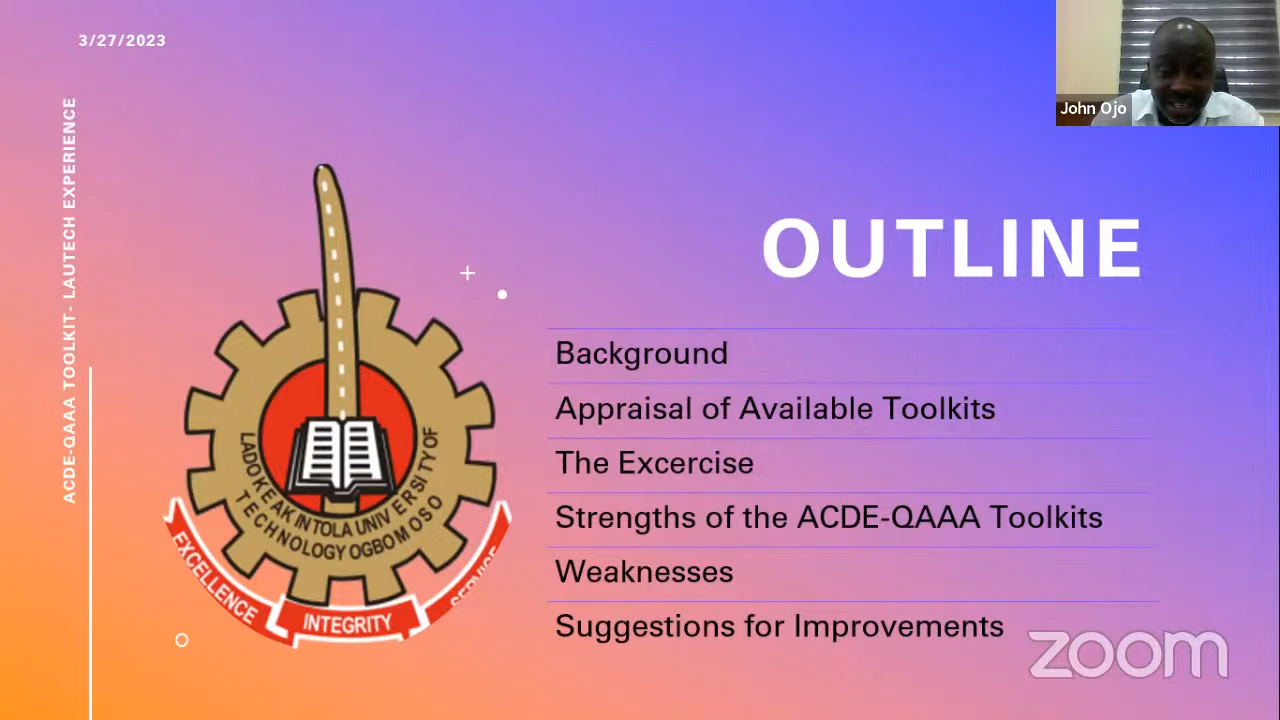 3/27/2023
John Ojo
ACDE-QAAA TOOLKIT- LAUTECH EXPERIENCE
OUTLINE
Background
Appraisal of Available Toolkits
The Excercise
Strengths of the ACDE-QAAA Toolkits
Weaknesses
Suggestions for Improvements
LADOKE AKINTOLA UNIVERSITY OF
TECHNOLOGY OGBOMOSO
EXCELLENCE
INTEGRITY
SERVICE
zoom